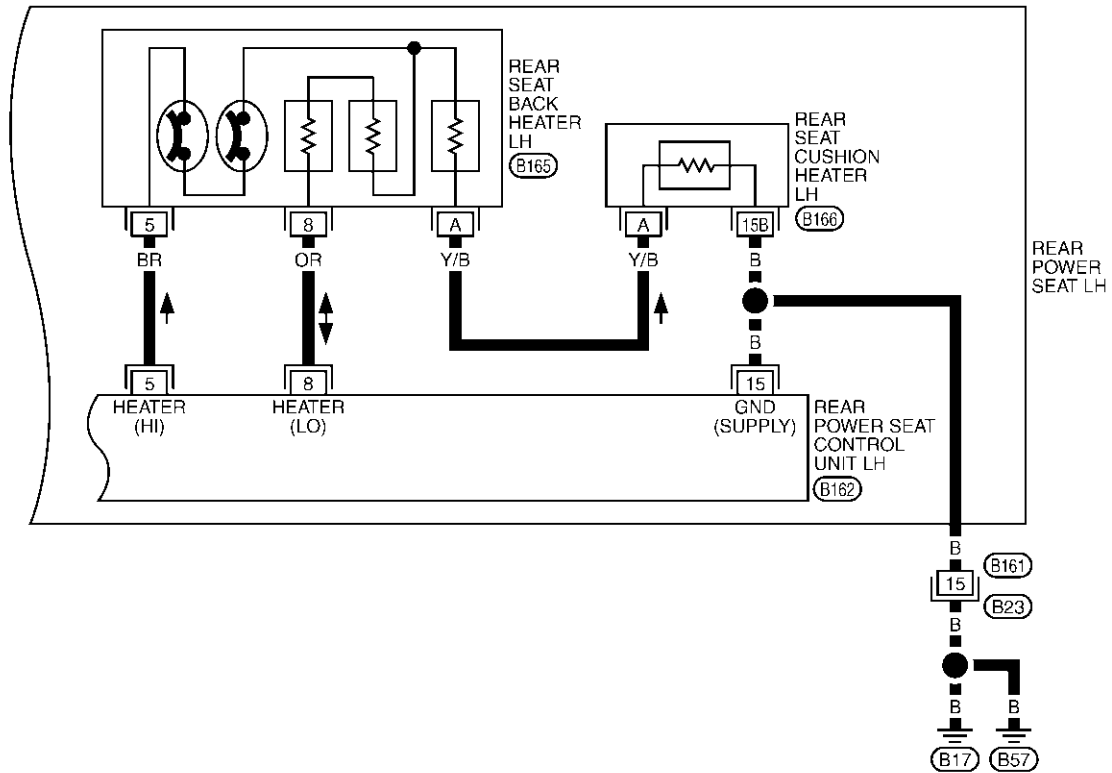 REAR
SEAT
BACK
HEATER
LH
B165
REAR
SEAT
CUSHION
HEATER
LH
B166
5
8
A
A
15B
BR
OR
Y/B
Y/B
B
REAR
POWER
SEAT LH
B
5
8
15
HEATER
(HI)
HEATER
(LO)
GND
(SUPPLY)
REAR
POWER SEAT
CONTROL
UNIT LH
B162
B
B161
15
B23
B
B
B
B17
B57